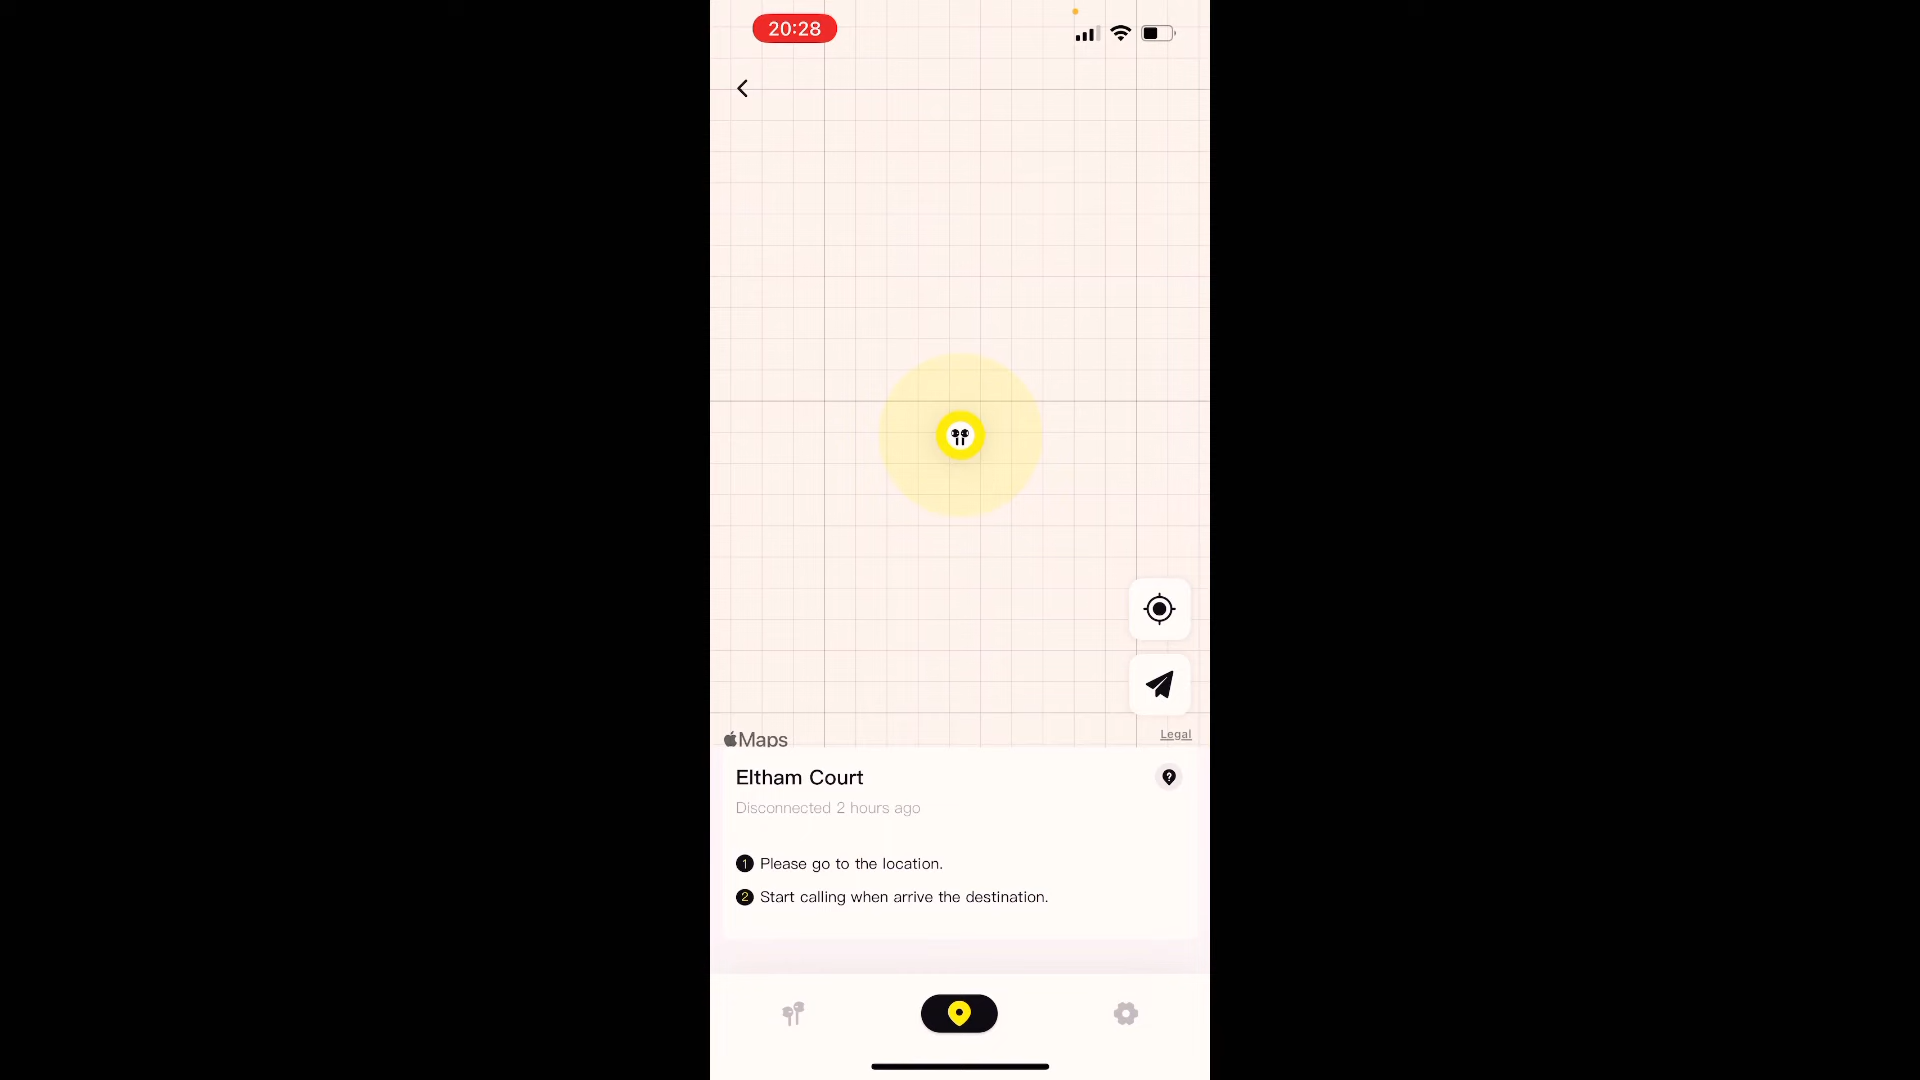 20:28
Maps
Legal
Eltham Court
?
Disconnected 2 hours ago
1 Please go to the location.
2 Start calling when arrive the destination.